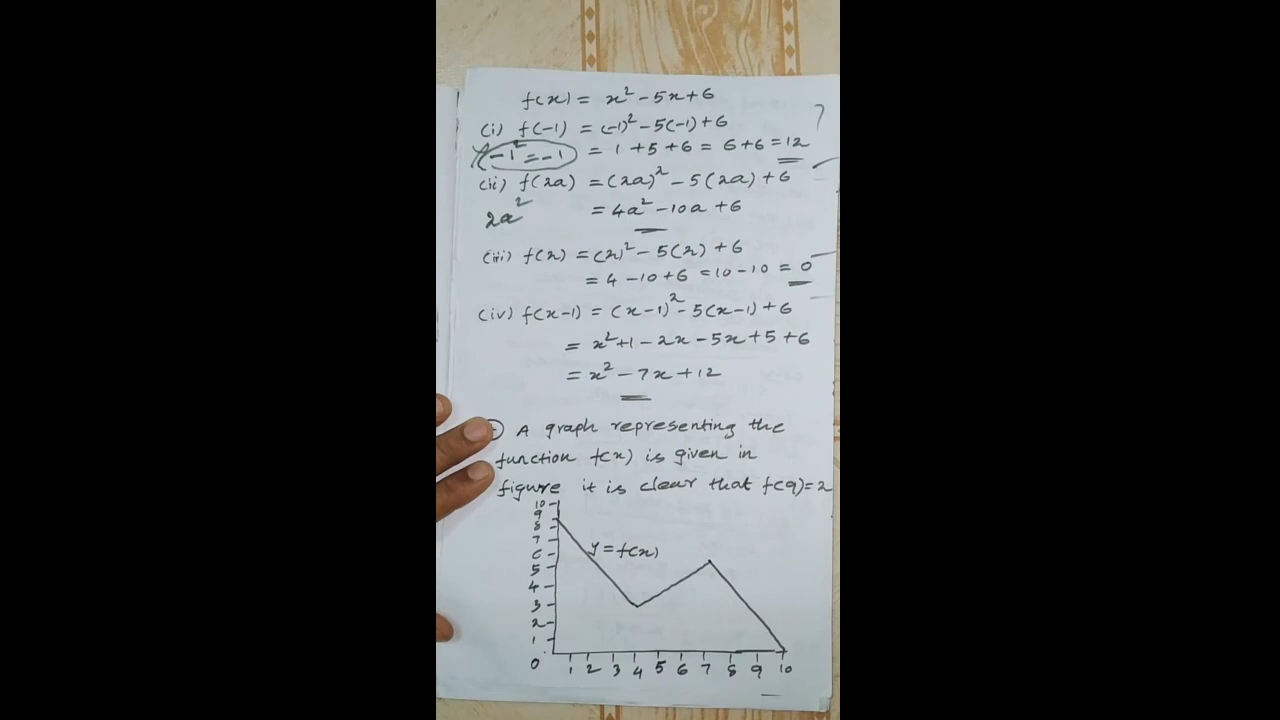 f(x) = x² - 5x + 6
(i) f(-1) = (-1)² - 5(-1) + 6
-1² = -1 = 1 + 5 + 6 = 6 + 6 = 12
(ii) f(2a) = (2a)² - 5(2a) + 6
2a² = 4a² - 10a + 6
(iii) f(2) = (2)² - 5(2) + 6
= 4 - 10 + 6 = 10 - 10 = 0
(iv) f(x-1) = (x-1)² - 5(x-1) + 6
= x² + 1 - 2x - 5x + 5 + 6
= x² - 7x + 12
A graph representing the
function f(x) is given in
figure it is clear that f(9) = 2
10
9
8
7
6
5
4
3
2
1
y = f(x)
0 1 2 3 4 5 6 7 8 9 10